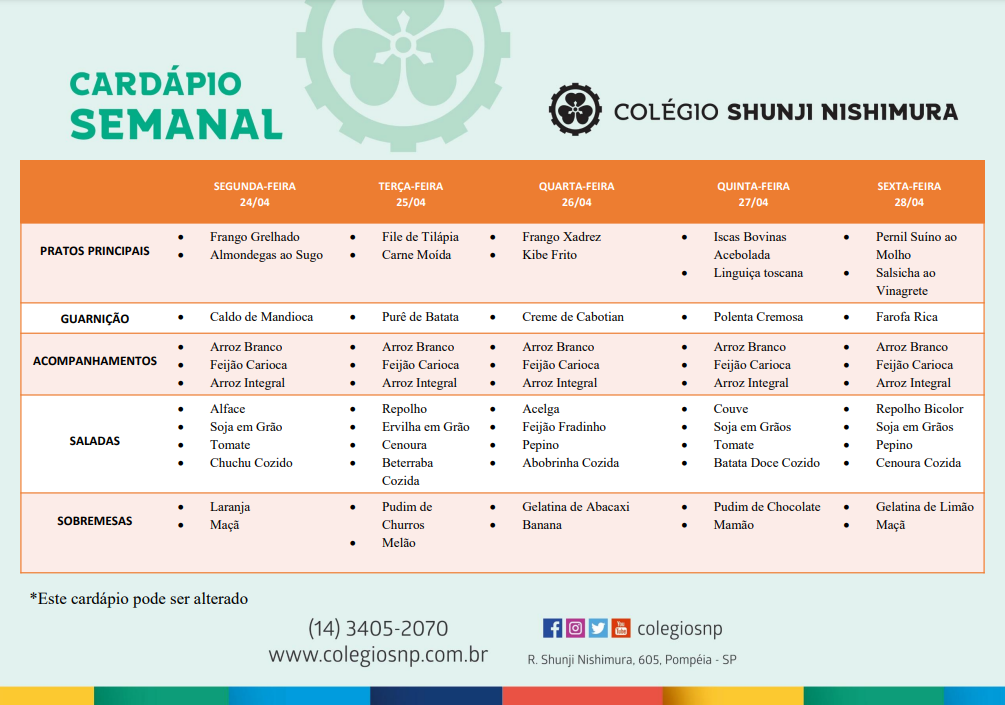 CARDÁPIO
SEMANAL
COLÉGIO SHUNJI NISHIMURA
SEGUNDA-FEIRA TERÇA-FEIRA QUARTA-FEIRA QUINTA-FEIRA SEXTA-FEIRA
24/04 25/04 26/04 27/04 28/04
PRATOS PRINCIPAIS
• Frango Grelhado
• Almondegas ao Sugo
• File de Tilápia
• Carne Moída
• Frango Xadrez
• Kibe Frito
• Iscas Bovinas
Acebolada
• Linguiça toscana
• Pernil Suíno ao
Molho
• Salsicha ao
Vinagrete
GUARNIÇÃO
• Caldo de Mandioca
• Purê de Batata
• Creme de Cabotian
• Polenta Cremosa
• Farofa Rica
ACOMPANHAMENTOS
• Arroz Branco
• Feijão Carioca
• Arroz Integral
• Arroz Branco
• Feijão Carioca
• Arroz Integral
• Arroz Branco
• Feijão Carioca
• Arroz Integral
• Arroz Branco
• Feijão Carioca
• Arroz Integral
• Arroz Branco
• Feijão Carioca
• Arroz Integral
SALADAS
• Alface
• Soja em Grão
• Tomate
• Chuchu Cozido
• Repolho
• Ervilha em Grão
• Cenoura
• Beterraba
Cozida
• Acelga
• Feijão Fradinho
• Pepino
• Abobrinha Cozida
• Couve
• Soja em Grãos
• Tomate
• Batata Doce Cozido
• Repolho Bicolor
• Soja em Grãos
• Pepino
• Cenoura Cozida
SOBREMESAS
• Laranja
• Maçã
• Pudim de
Churros
• Melão
• Gelatina de Abacaxi
• Banana
• Pudim de Chocolate
• Mamão
• Gelatina de Limão
• Maçã
*Este cardápio pode ser alterado
(14) 3405-2070
www.colegiosnp.com.br
You Tube colegiosnp
R. Shunji Nishimura, 605, Pompéia - SP